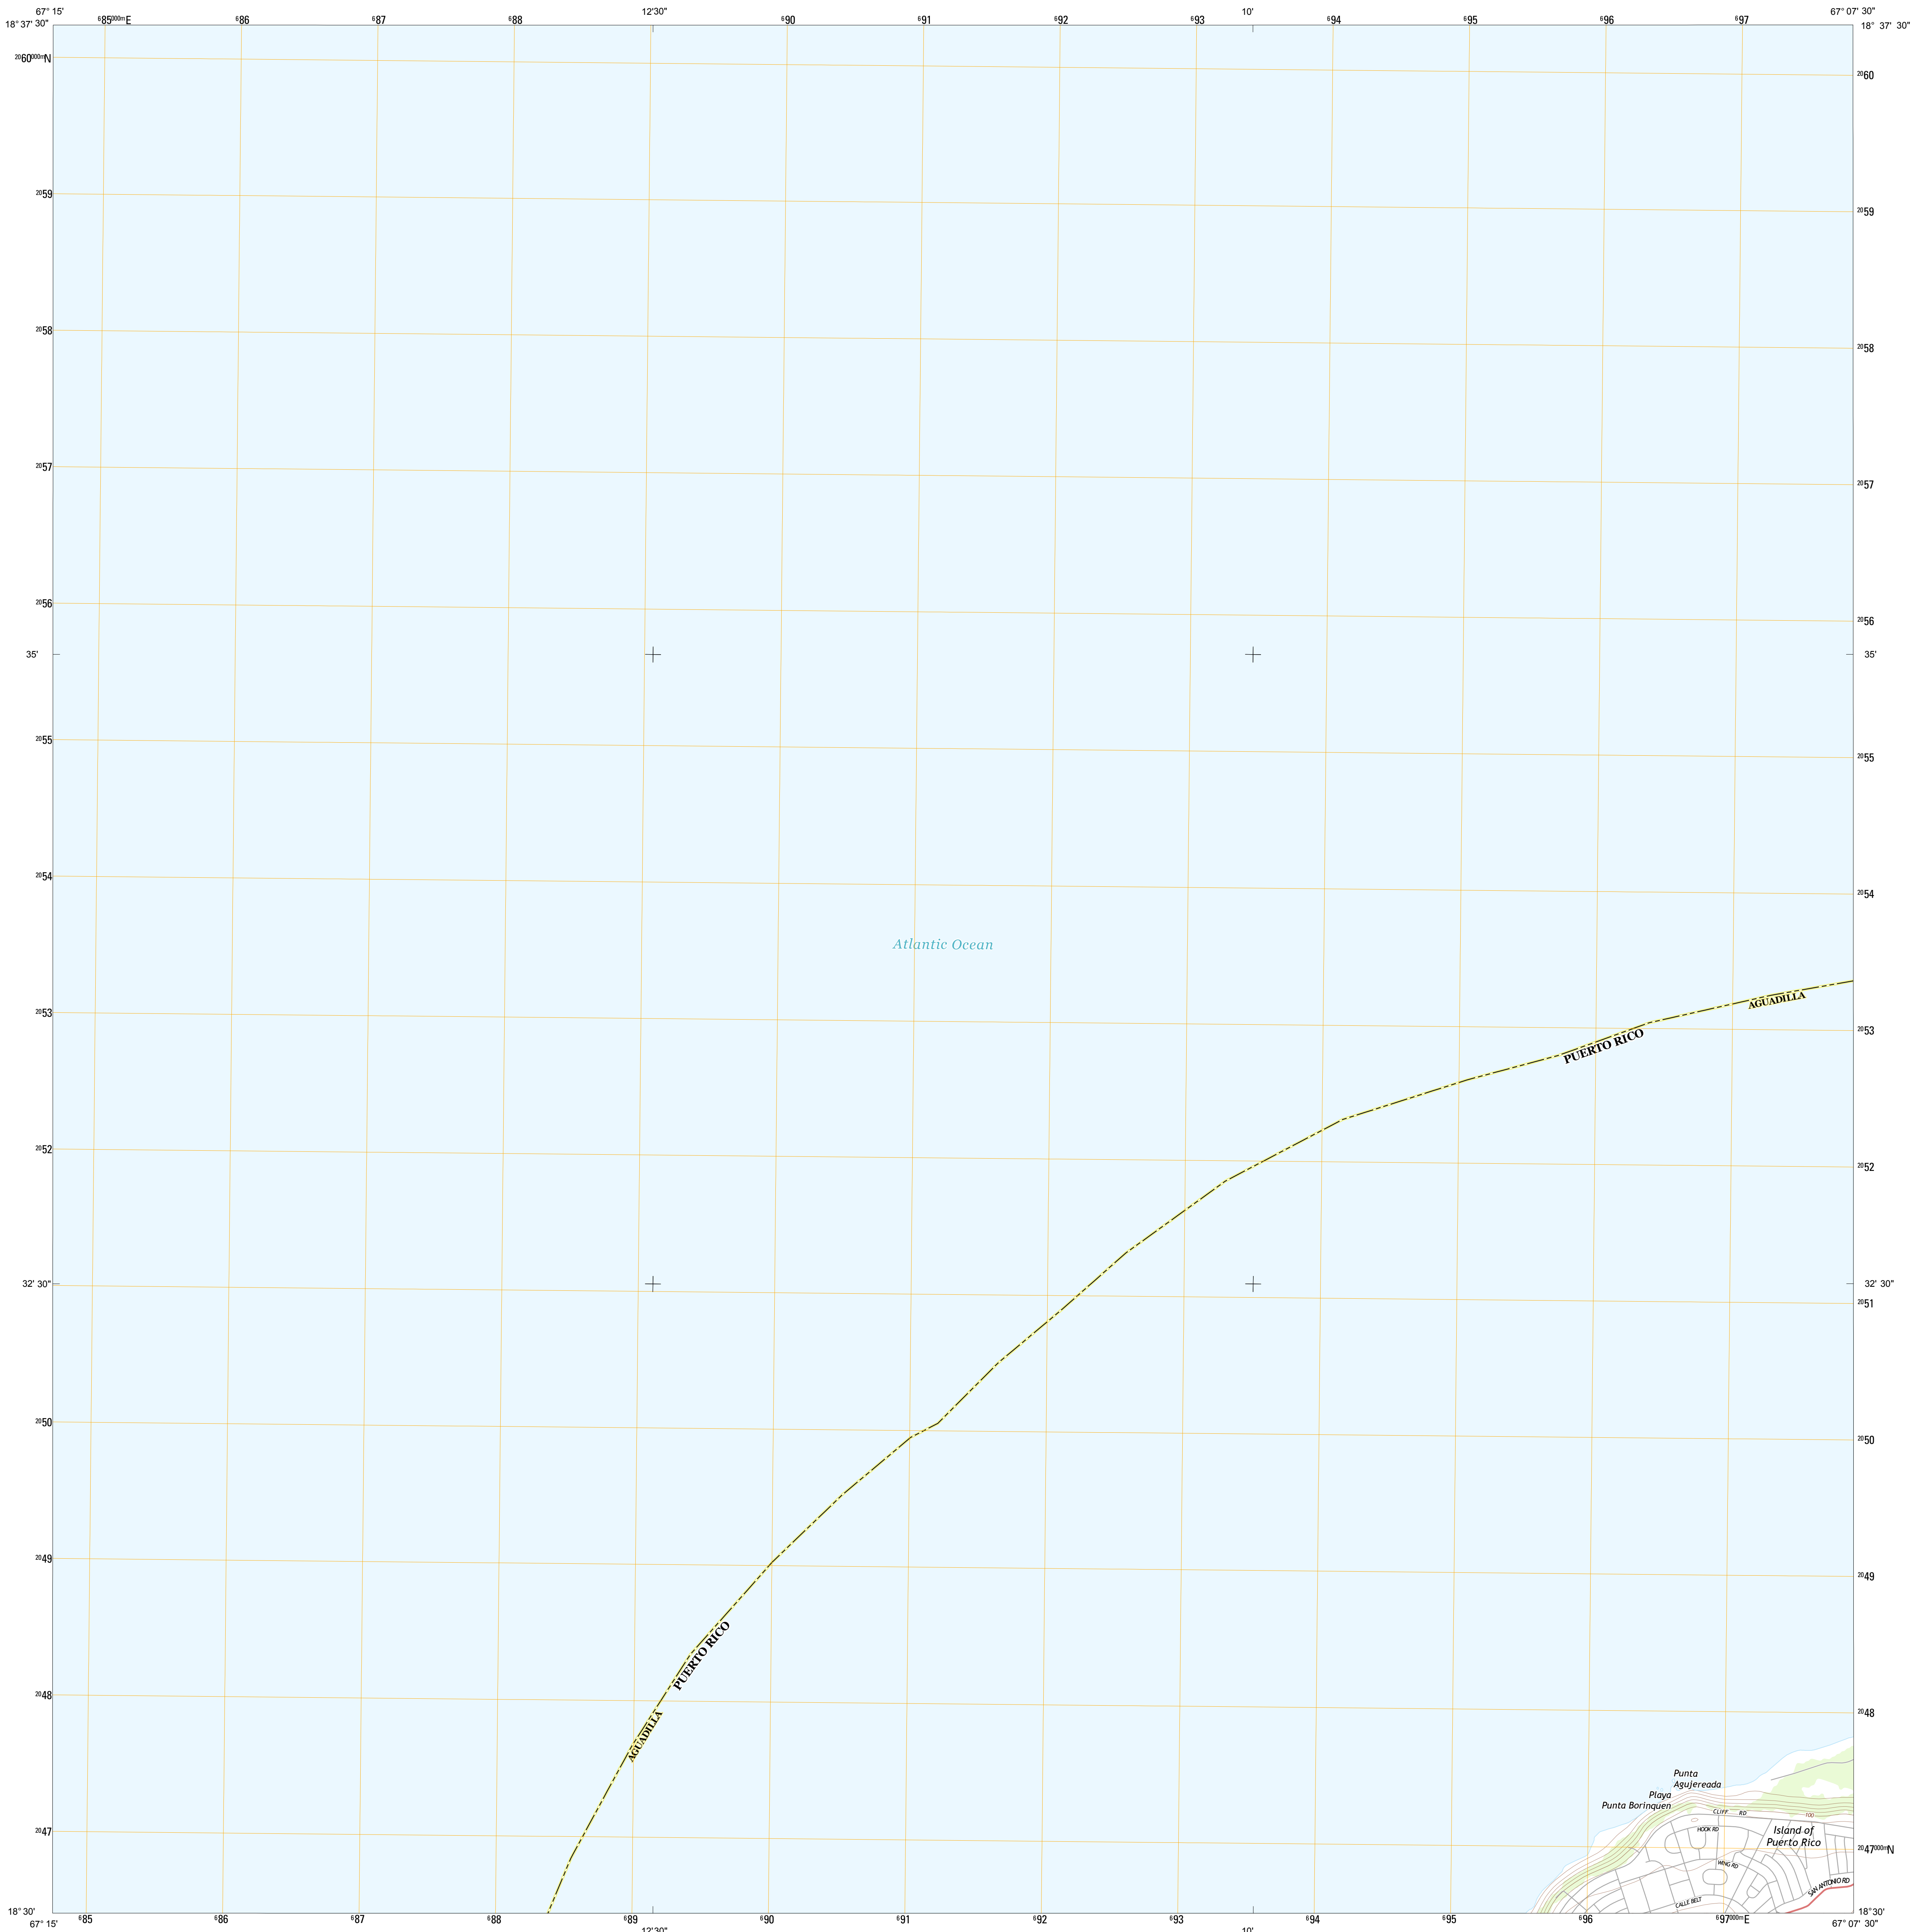 67° 15'
12'30"
10'
67° 07' 30"
18° 37' 30"
⁶85⁰⁰⁰ᵐE
⁶86
⁶87
⁶88
⁶90
⁶91
⁶92
⁶93
⁶94
⁶95
⁶96
⁶97
18° 37' 30"
²⁰60⁰⁰⁰ᵐN
²⁰60
²⁰59
²⁰59
²⁰58
²⁰58
²⁰57
²⁰57
²⁰56
²⁰56
35'
35'
²⁰55
²⁰55
²⁰54
²⁰54
Atlantic Ocean
AGUADILLA
²⁰53
²⁰53
PUERTO RICO
²⁰52
²⁰52
32' 30"
32' 30"
²⁰51
²⁰50
²⁰50
²⁰49
²⁰49
PUERTO RICO
²⁰48
²⁰48
AGUADILLA
Punta
Agujereada
Playa
Punta Borinquen
CLIFF RD
100
HOOK RD
Island of
Puerto Rico
²⁰47
²⁰47⁰⁰⁰ᵐN
WING RD
SAN ANTONIO RD
CALLE BELT
18° 30'
18° 30'
⁶85
⁶86
⁶87
⁶88
⁶89
⁶90
⁶91
⁶92
⁶93
⁶94
⁶95
⁶96
⁶97⁰⁰⁰ᵐE
67° 15'
12'30"
10'
67° 07' 30"